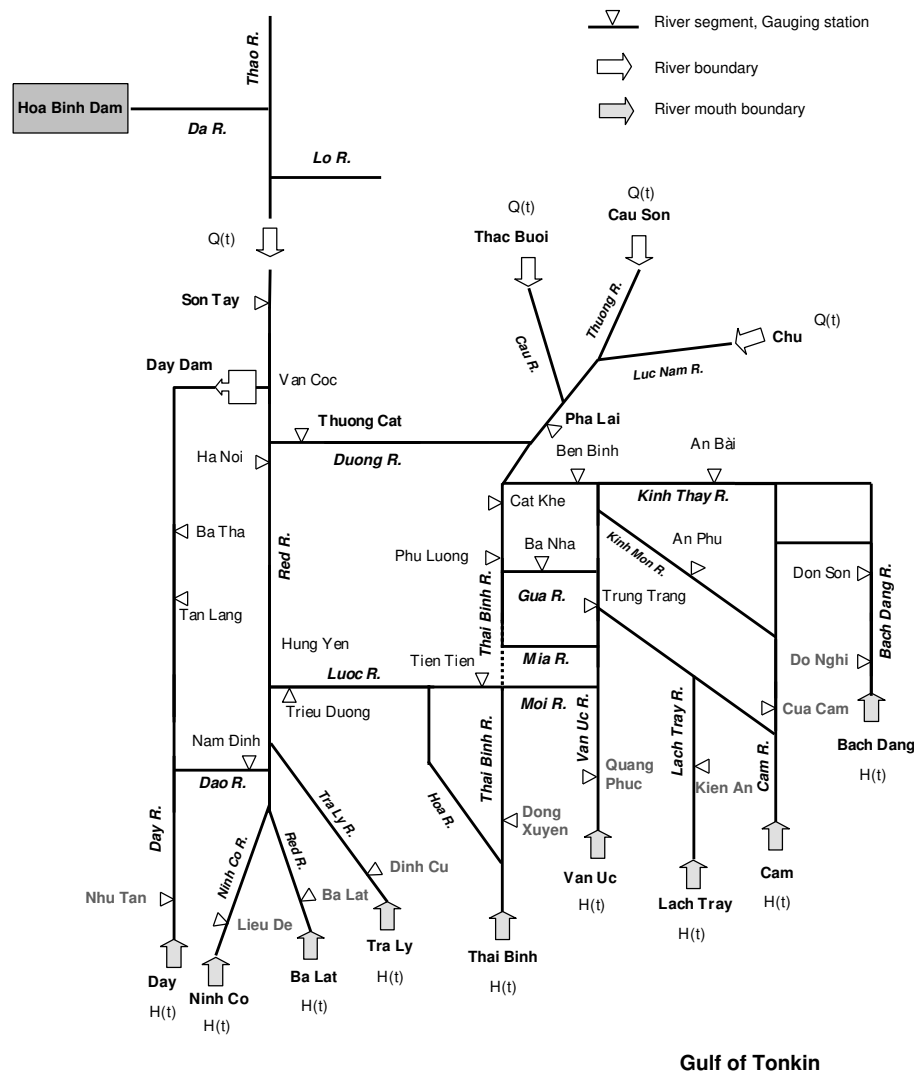 River segment, Gauging station
River boundary
River mouth boundary
Thao R.
Hoa Binh Dam
Da R.
Lo R.
Q(t)
Q(t)
Cau Son
Q(t)
Thac Buoi
Q(t)
Chu
Son Tay
Thuong R.
Cau R.
Luc Nam R.
Day Dam
Van Coc
Thuong Cat
Pha Lai
Ha Noi
Duong R.
Ben Binh
An Bài
Kinh Thay R.
Cat Khe
Ba Tha
Red R.
Phu Luong
Ba Nha
Kinh Mon R.
An Phu
Don Son
Tan Lang
Thai Binh R.
Gua R.
Trung Trang
Bach Dang R.
Hung Yen
Luoc R.
Tien Tien
Mia R.
Do Nghi
Trieu Duong
Moi R.
Cua Cam
Nam Đinh
Dao R.
Tra Ly R.
Hoa R.
Thai Binh R.
Van Uc R.
Quang
Phuc
Lach Tray R.
Kien An
Cam R.
Bach Dang
H(t)
Day R.
Ninh Co R.
Red R.
Dong
Xuyen
Dinh Cu
Nhu Tan
Lieu De
Ba Lat
Van Uc
H(t)
Cam
H(t)
Lach Tray
H(t)
Tra Ly
H(t)
Thai Binh
H(t)
Day
H(t)
Ninh Co
H(t)
Ba Lat
H(t)
Gulf of Tonkin